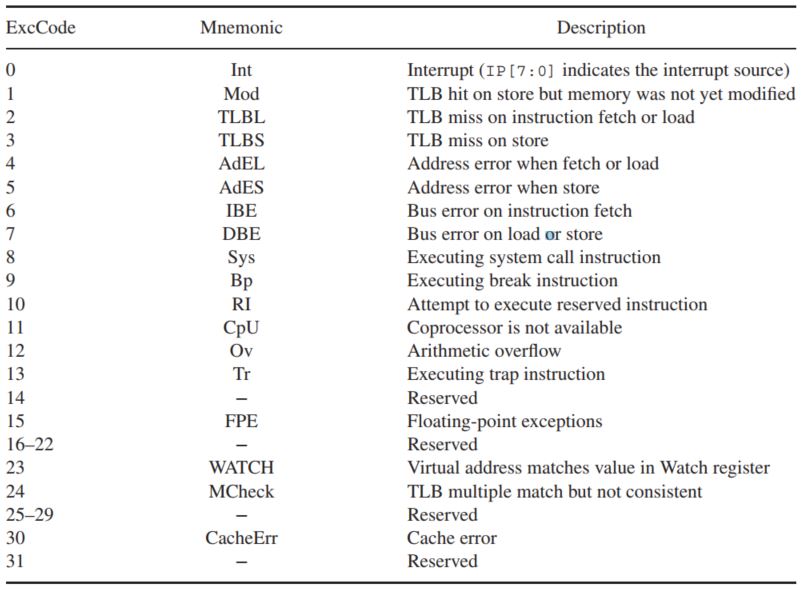 ExcCode Mnemonic Description
0 Int Interrupt (IP[7:0] indicates the interrupt source)
1 Mod TLB hit on store but memory was not yet modified
2 TLBL TLB miss on instruction fetch or load
3 TLBS TLB miss on store
4 AdEL Address error when fetch or load
5 AdES Address error when store
6 IBE Bus error on instruction fetch
7 DBE Bus error on load or store
8 Sys Executing system call instruction
9 Bp Executing break instruction
10 RI Attempt to execute reserved instruction
11 CpU Coprocessor is not available
12 Ov Arithmetic overflow
13 Tr Executing trap instruction
14 – Reserved
15 FPE Floating-point exceptions
16–22 – Reserved
23 WATCH Virtual address matches value in Watch register
24 MCheck TLB multiple match but not consistent
25–29 – Reserved
30 CacheErr Cache error
31 – Reserved